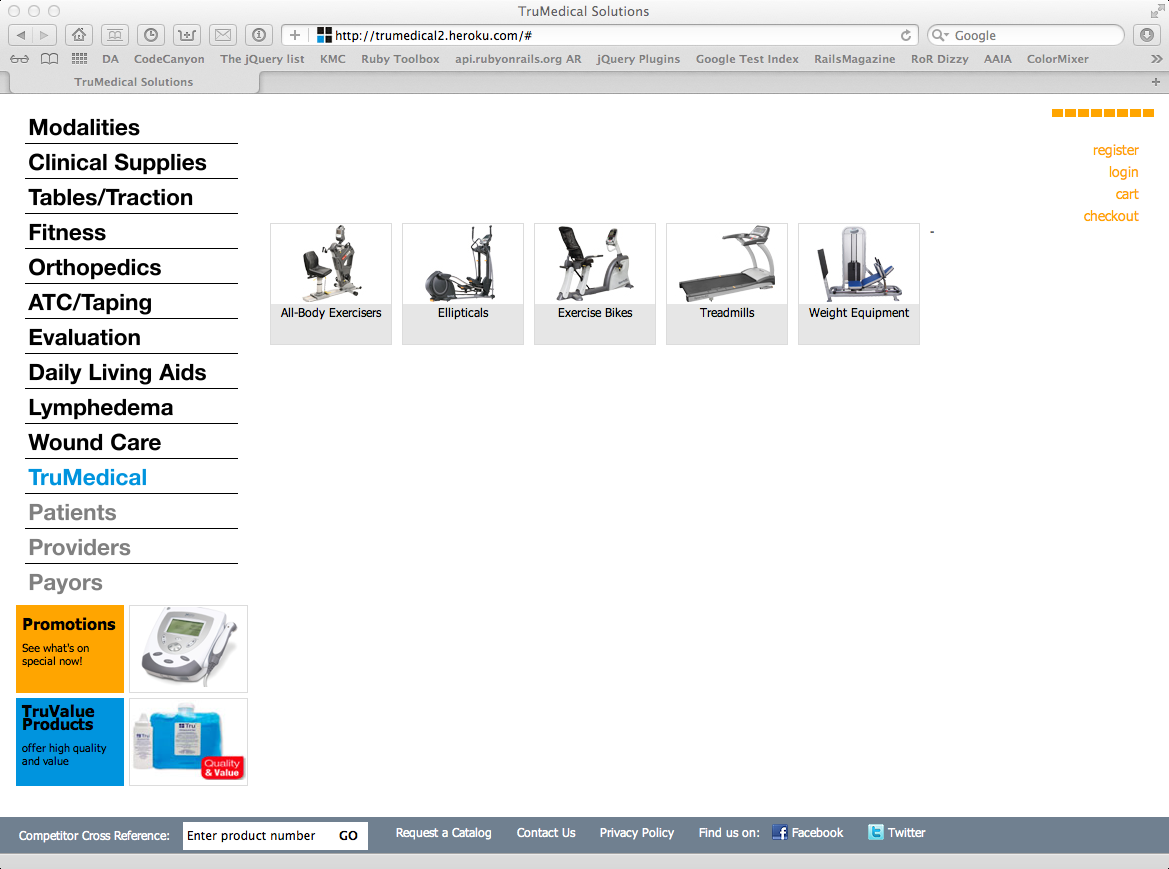 TruMedical Solutions
http://trumedical2.heroku.com/#
Google
DA CodeCanyon The jQuery list KMC Ruby Toolbox api.rubyonrails.org AR jQuery Plugins Google Test Index RailsMagazine RoR Dizzy AAIA ColorMixer
TruMedical Solutions
Modalities
Clinical Supplies
Tables/Traction
Fitness
Orthopedics
ATC/Taping
Evaluation
Daily Living Aids
Lymphedema
Wound Care
TruMedical
Patients
Providers
Payors
register
login
cart
checkout
All-Body Exercisers
Ellipticals
Exercise Bikes
Treadmills
Weight Equipment
-
Promotions
See what's on
special now!
TruValue
Products
offer high quality
and value
Tru
Tru
Quality
& Value
Competitor Cross Reference:
Enter product number GO
Request a Catalog
Contact Us
Privacy Policy
Find us on:
Facebook
Twitter